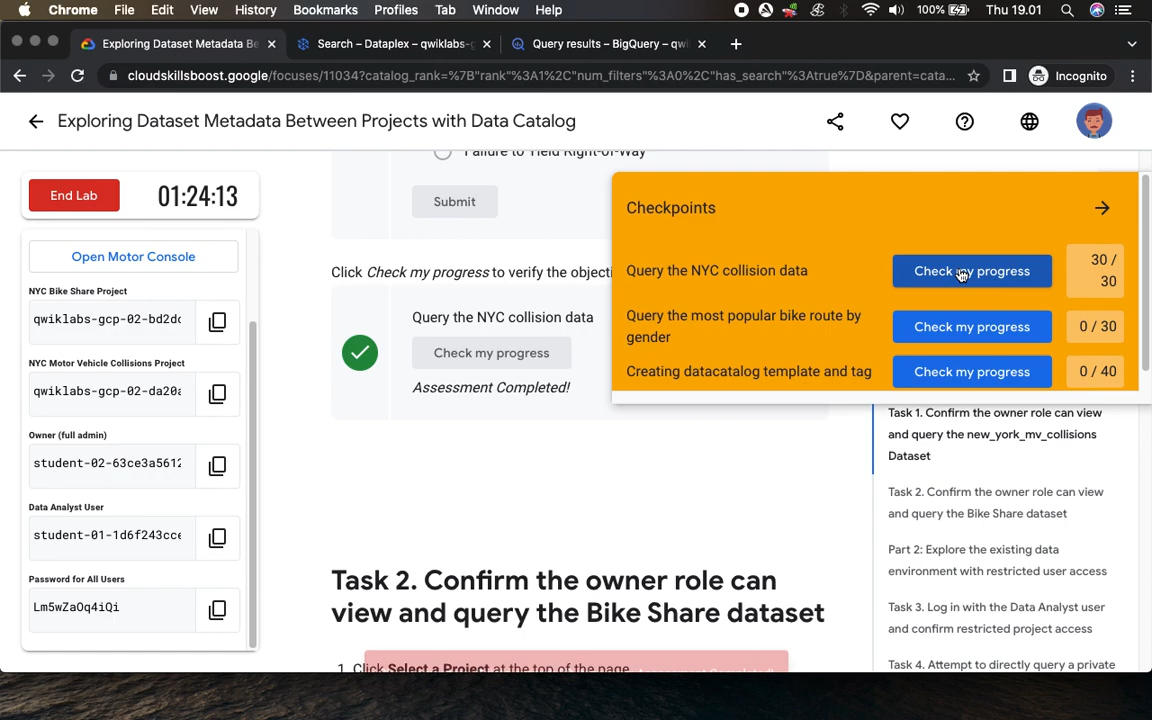 Chrome File Edit View History Bookmarks Profiles Tab Window Help 100% Thu 19.01
Exploring Dataset Metadata Be Search – Dataplex – qwiklabs- Query results – BigQuery – qwi
cloudskillsboost.google/focuses/11034?catalog_rank=%7B"rank"%3A1%2C"num_filters"%3A0%2C"has_search"%3Atrue%7D&parent=cata... Incognito
Exploring Dataset Metadata Between Projects with Data Catalog
End Lab 01:24:13
Open Motor Console
NYC Bike Share Project
qwiklabs-gcp-02-bd2dc
NYC Motor Vehicle Collisions Project
qwiklabs-gcp-02-da20a
Owner (full admin)
student-02-63ce3a5612
Data Analyst User
student-01-1d6f243cce
Password for All Users
Lm5wZaOq4iQi
Failure to Yield Right-of-Way
Submit
Click Check my progress to verify the objecti
Query the NYC collision data
Check my progress
Assessment Completed!
Task 2. Confirm the owner role can
view and query the Bike Share dataset
1. Click Select a Project at the top of the page.
Assessment Completed!
Checkpoints
Query the NYC collision data Check my progress 30 /
30
Query the most popular bike route by
gender Check my progress 0 / 30
Creating datacatalog template and tag Check my progress 0 / 40
Task 1. Confirm the owner role can view
and query the new_york_mv_collisions
Dataset
Task 2. Confirm the owner role can view
and query the Bike Share dataset
Part 2: Explore the existing data
environment with restricted user access
Task 3. Log in with the Data Analyst user
and confirm restricted project access
Task 4. Attempt to directly query a private